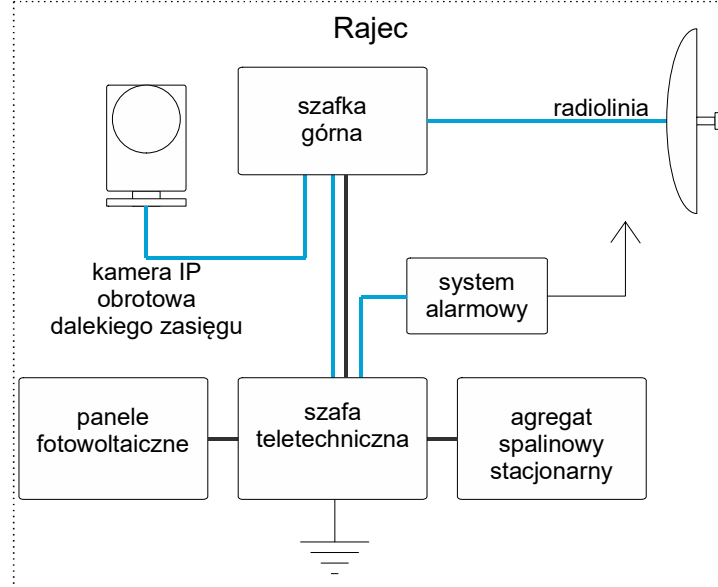 Rajec
szafka
górna
radiolinia
kamera IP
obrotowa
dalekiego zasięgu
system
alarmowy
panele
fotowoltaiczne
szafa
teletechniczna
agregat
spalinowy
stacjonarny